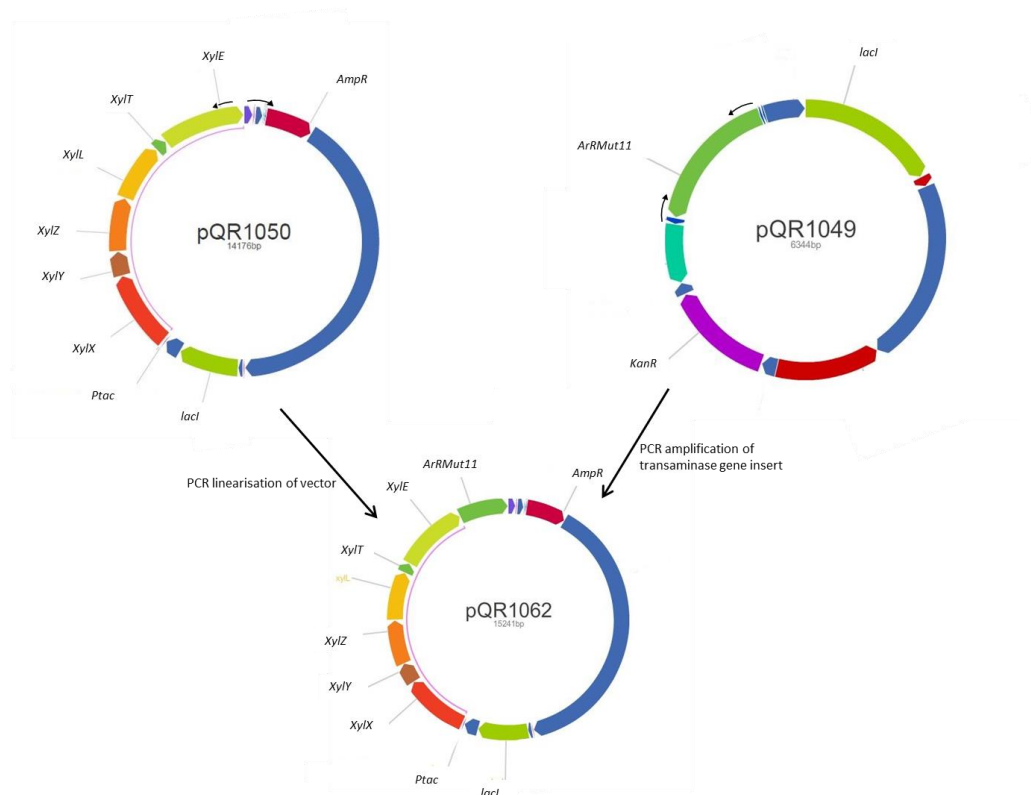 XylE
AmpR
XylT
XylL
XylZ
XylY
XylX
Ptac
lacI
pQR1050
14176bp
lacI
ArRMut11
KanR
pQR1049
6344bp
PCR linearisation of vector
PCR amplification of
transaminase gene insert
ArRMut11
AmpR
XylE
XylT
xylL
XylZ
XylY
XylX
Ptac
lacI
pQR1062
15241bp